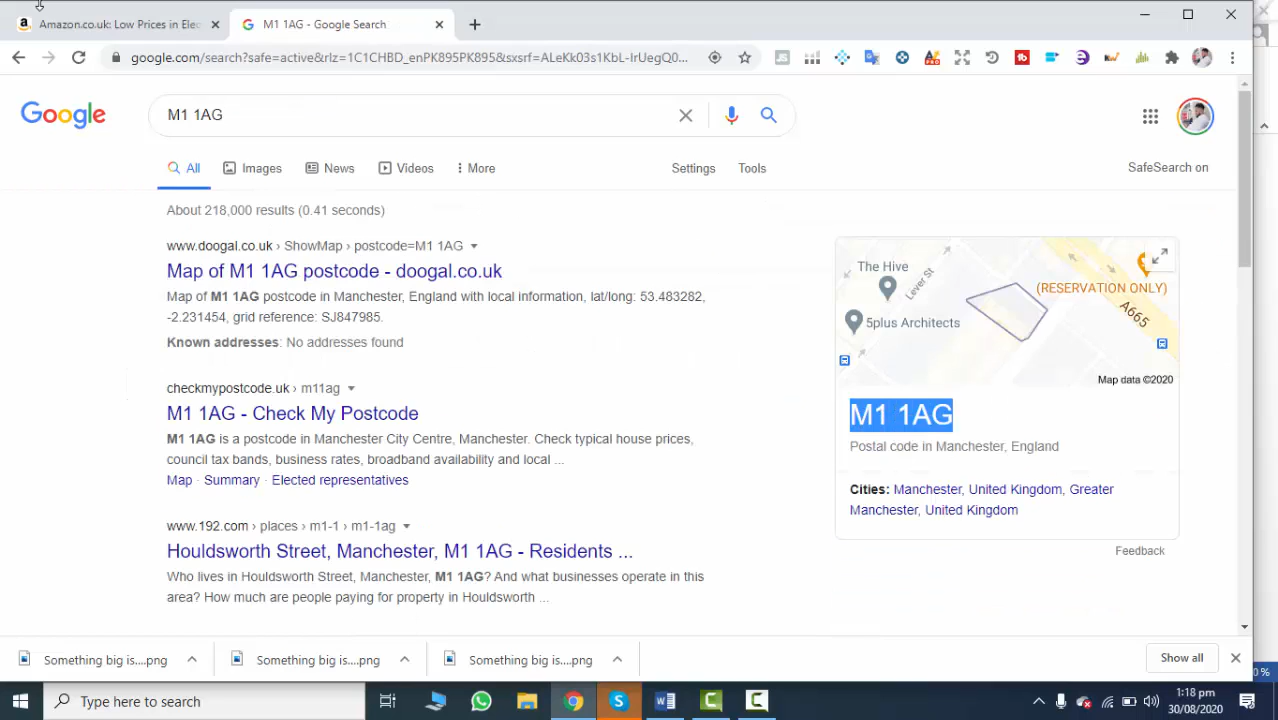 Amazon.co.uk: Low Prices in Elec
M1 1AG - Google Search
google.com/search?safe=active&rlz=1C1CHBD_enPK895PK895&sxsrf=ALeKk03s1KbL-IrUegQ0...
Google
M1 1AG
All Images News Videos More Settings Tools
SafeSearch on
About 218,000 results (0.41 seconds)
www.doogal.co.uk › ShowMap › postcode=M1 1AG
Map of M1 1AG postcode - doogal.co.uk
Map of M1 1AG postcode in Manchester, England with local information, lat/long: 53.483282,
-2.231454, grid reference: SJ847985.
Known addresses: No addresses found
checkmypostcode.uk › m11ag
M1 1AG - Check My Postcode
M1 1AG is a postcode in Manchester City Centre, Manchester. Check typical house prices,
council tax bands, business rates, broadband availability and local ...
Map · Summary · Elected representatives
www.192.com › places › m1-1 › m1-1ag
Houldsworth Street, Manchester, M1 1AG - Residents ...
Who lives in Houldsworth Street, Manchester, M1 1AG? And what businesses operate in this
area? How much are people paying for property in Houldsworth ...
The Hive
Lever St
(RESERVATION ONLY)
5plus Architects
A665
Map data ©2020
M1 1AG
Postal code in Manchester, England
Cities: Manchester, United Kingdom, Greater
Manchester, United Kingdom
Feedback
Something big is....png
Something big is....png
Something big is....png
Show all
0 %
Type here to search
1:18 pm
30/08/2020